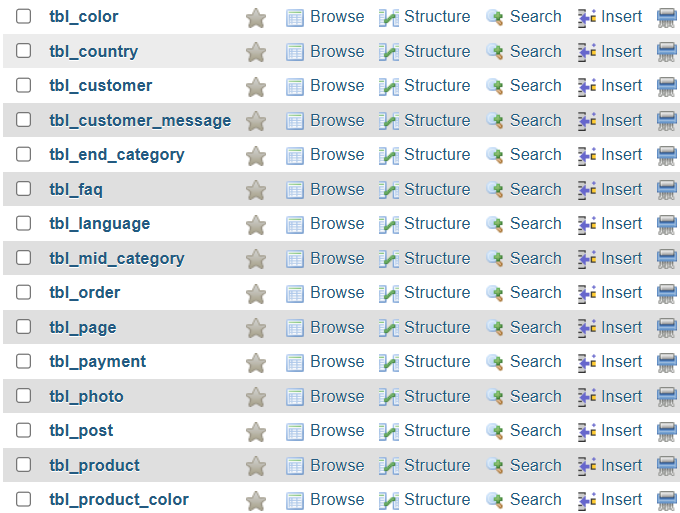 tbl_color Browse Structure Search Insert
tbl_country Browse Structure Search Insert
tbl_customer Browse Structure Search Insert
tbl_customer_message Browse Structure Search Insert
tbl_end_category Browse Structure Search Insert
tbl_faq Browse Structure Search Insert
tbl_language Browse Structure Search Insert
tbl_mid_category Browse Structure Search Insert
tbl_order Browse Structure Search Insert
tbl_page Browse Structure Search Insert
tbl_payment Browse Structure Search Insert
tbl_photo Browse Structure Search Insert
tbl_post Browse Structure Search Insert
tbl_product Browse Structure Search Insert
tbl_product_color Browse Structure Search Insert